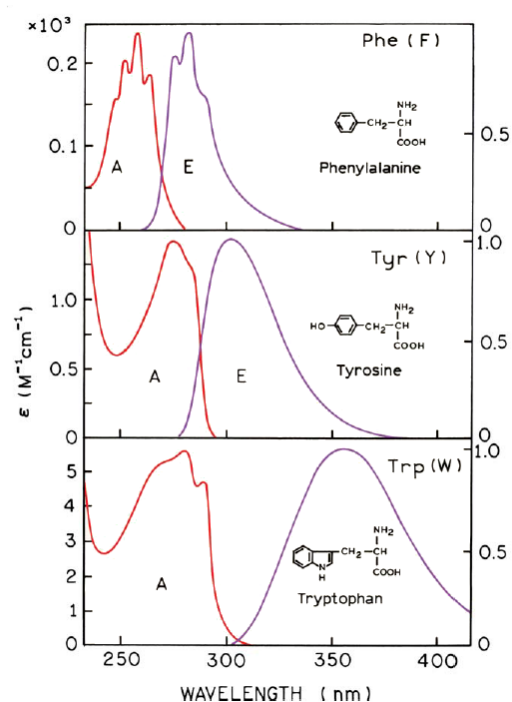 ×10³
Phe (F)
0.2
0.1
0
0.5
0
A
E
NH₂
CH₂-CH
COOH
Phenylalanine
Tyr (Y)
1.0
0.5
0
1.0
0.5
0
A
E
NH₂
HO
CH₂-CH
COOH
Tyrosine
ε (M⁻¹cm⁻¹)
Trp (W)
5
4
3
2
1
0
1.0
0.5
0
A
NH₂
CH₂-CH
COOH
N
H
Tryptophan
250
300
350
400
WAVELENGTH (nm)